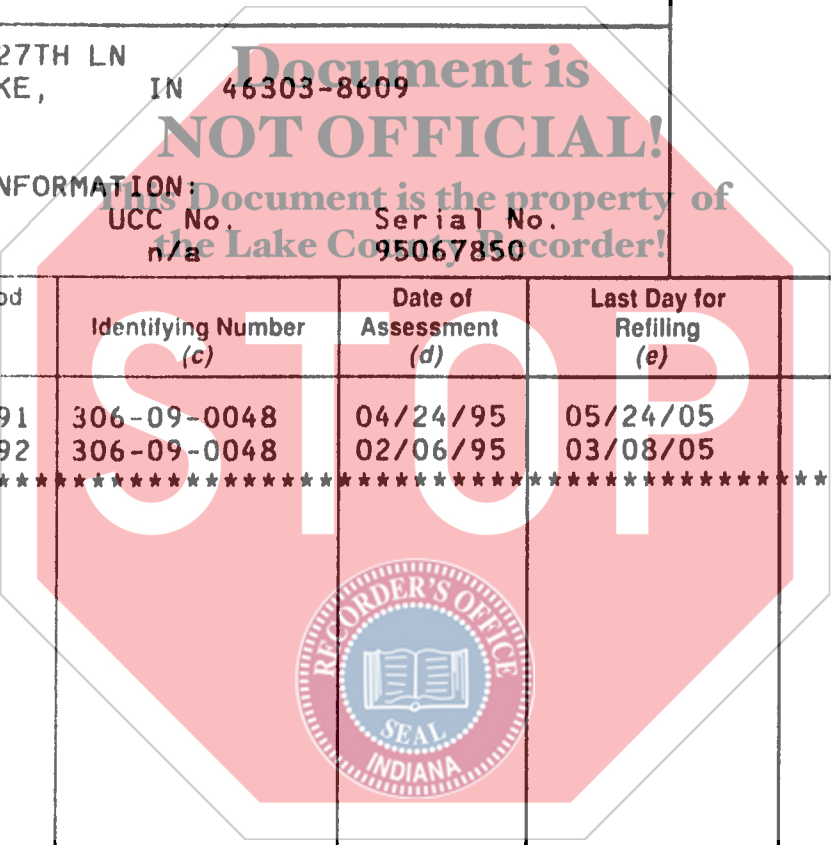 27TH LN
KE, IN 46303-8609
Document is
NOT OFFICIAL!
NFORMATION:
This Document is the property of
UCC No. Serial No.
the Lake County Recorder!
n/a 95067850
od
Identifying Number
(c)
Date of
Assessment
(d)
Last Day for
Refiling
(e)
91 306-09-0048 04/24/95 05/24/05
92 306-09-0048 02/06/95 03/08/05
******************************************
STOP
RECORDER'S OFFICE
SEAL
INDIANA